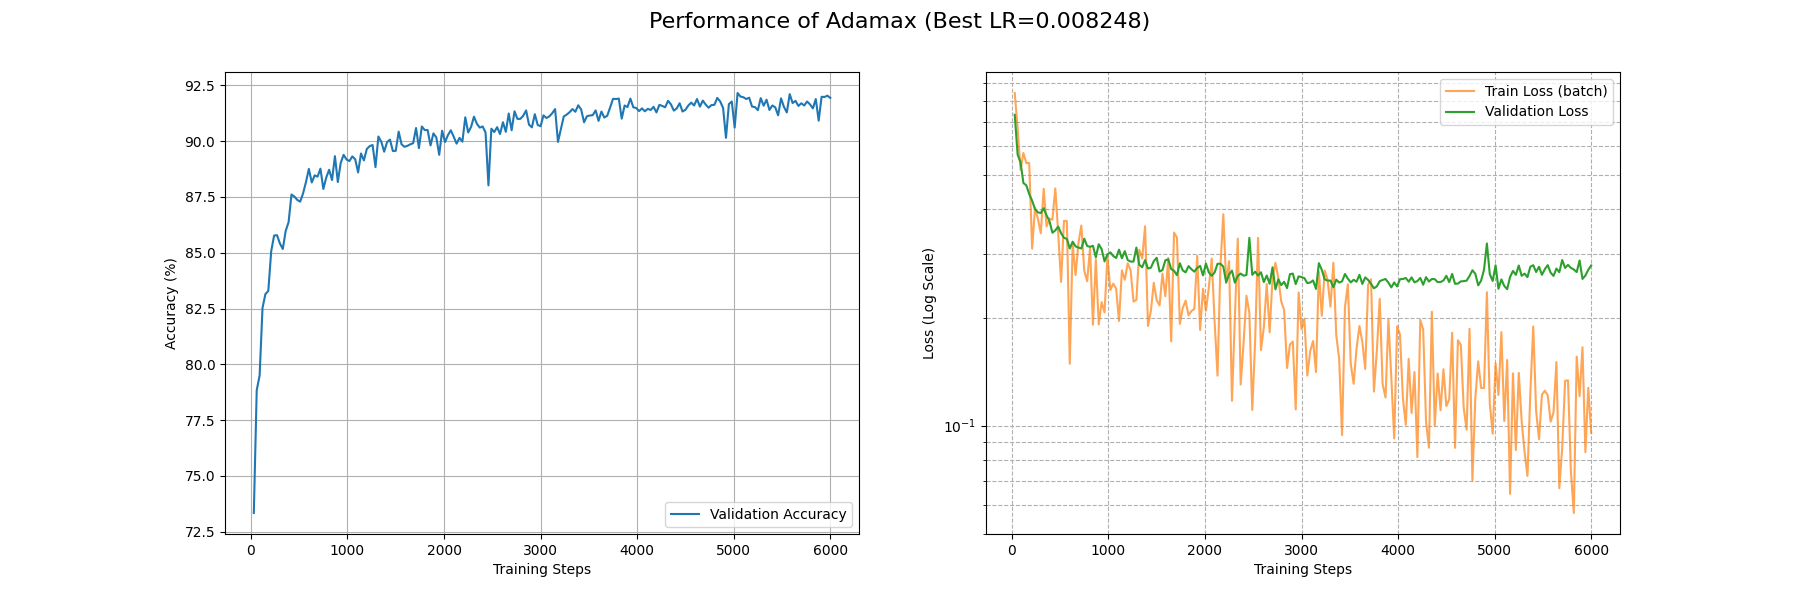 Performance of Adamax (Best LR=0.008248)
Accuracy (%)
92.5
90.0
87.5
85.0
82.5
80.0
77.5
75.0
72.5
0 1000 2000 3000 4000 5000 6000
Training Steps
Validation Accuracy
Loss (Log Scale)
10⁻¹
0 1000 2000 3000 4000 5000 6000
Training Steps
Train Loss (batch)
Validation Loss